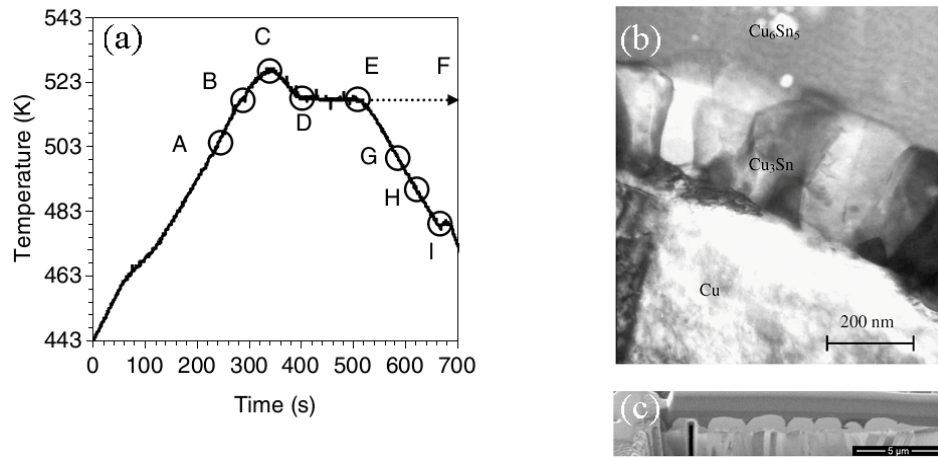 (a)
543
523
503
483
463
443
Temperature (K)
A
B
C
D
E
F
G
H
I
0
100
200
300
400
500
600
700
Time (s)
(b)
Cu₆Sn₅
Cu₃Sn
Cu
200 nm
(c)
5 µm